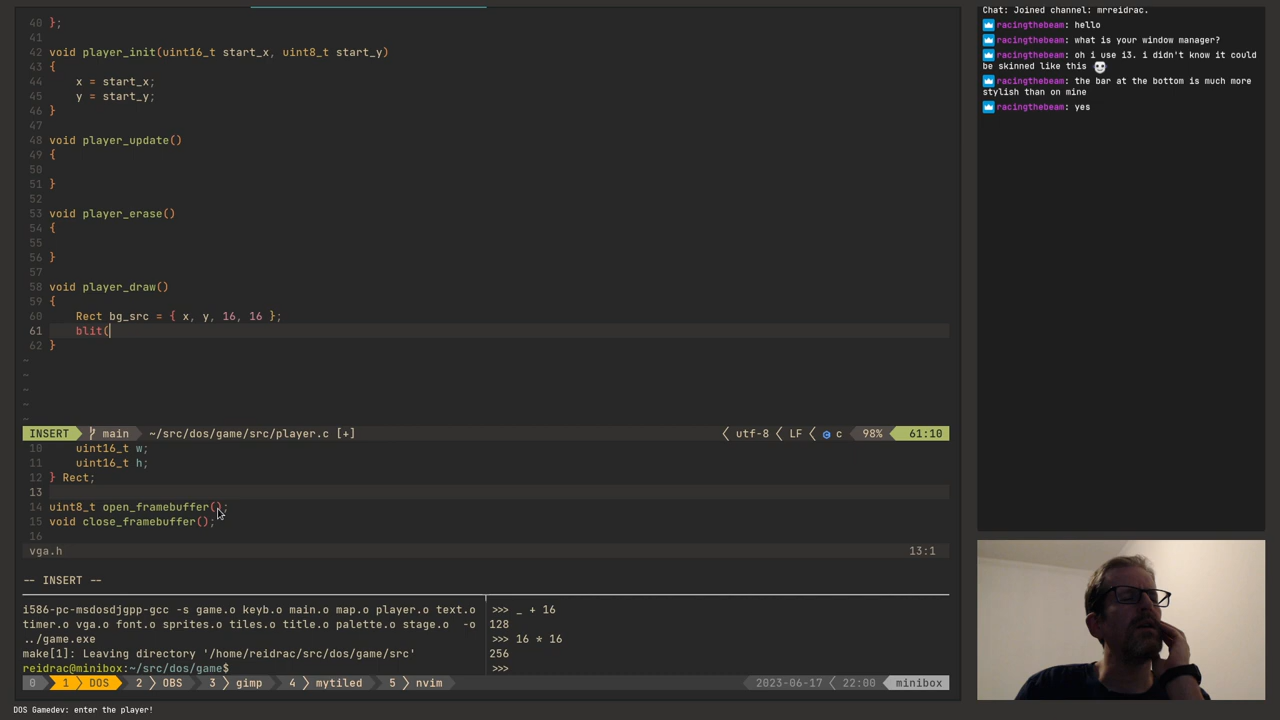 40 };
41
42 void player_init(uint16_t start_x, uint8_t start_y)
43 {
44     x = start_x;
45     y = start_y;
46 }
47
48 void player_update()
49 {
50
51 }
52
53 void player_erase()
54 {
55
56 }
57
58 void player_draw()
59 {
60     Rect bg_src = { x, y, 16, 16 };
61     blit(
62 }
~
~
~
~
~
INSERT main ~/src/dos/game/src/player.c [+] utf-8 LF c 98% 61:10
10     uint16_t w;
11     uint16_t h;
12 } Rect;
13
14 uint8_t open_framebuffer();
15 void close_framebuffer();
16
vga.h 13:1
-- INSERT --
i586-pc-msdosdjgpp-gcc -s game.o keyb.o main.o map.o player.o text.o
timer.o vga.o font.o sprites.o tiles.o title.o palette.o stage.o  -o
../game.exe
make[1]: Leaving directory '/home/reidrac/src/dos/game/src'
reidrac@minibox:~/src/dos/game$
>>> _ + 16
128
>>> 16 * 16
256
>>>
0 1 DOS 2 OBS 3 gimp 4 mytiled 5 nvim 2023-06-17 22:00 minibox
DOS Gamedev: enter the player!
Chat: Joined channel: mrreidrac.
racingthebeam: hello
racingthebeam: what is your window manager?
racingthebeam: oh i use i3. i didn't know it could
be skinned like this
racingthebeam: the bar at the bottom is much more
stylish than on mine
racingthebeam: yes